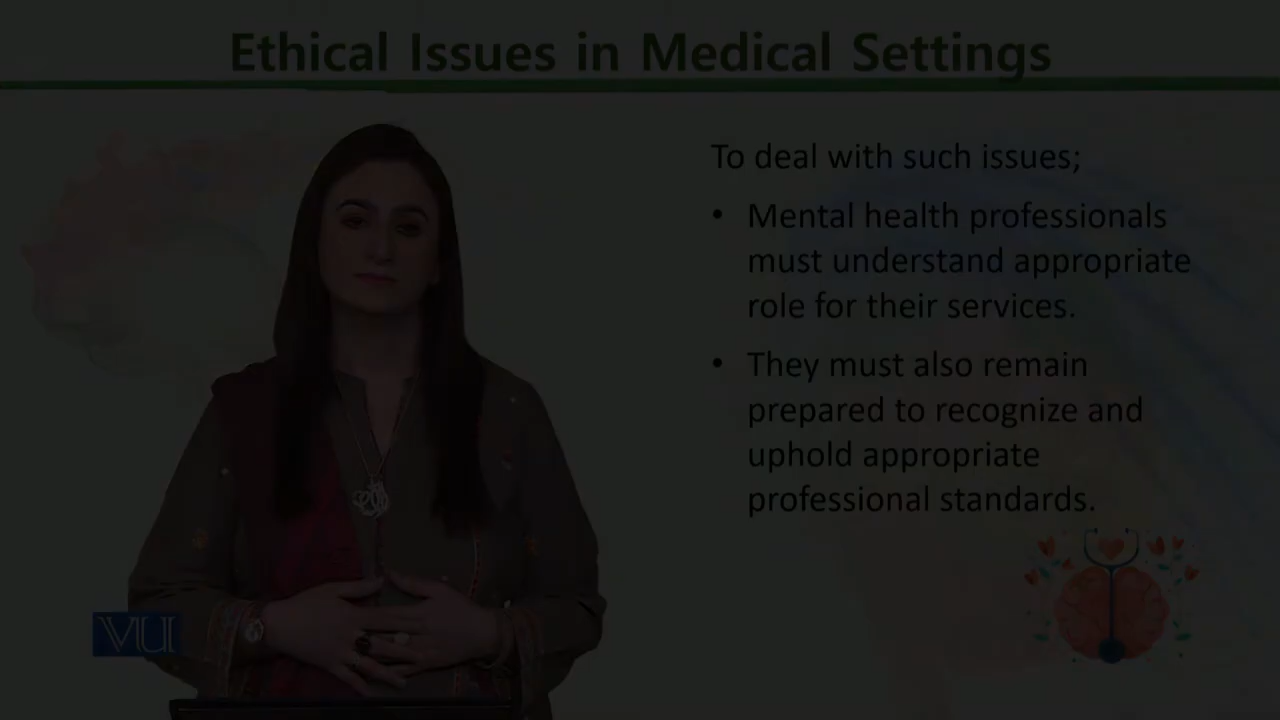 Ethical Issues in Medical Settings
To deal with such issues;
• Mental health professionals
must understand appropriate
role for their services.
• They must also remain
prepared to recognize and
uphold appropriate
professional standards.
VU